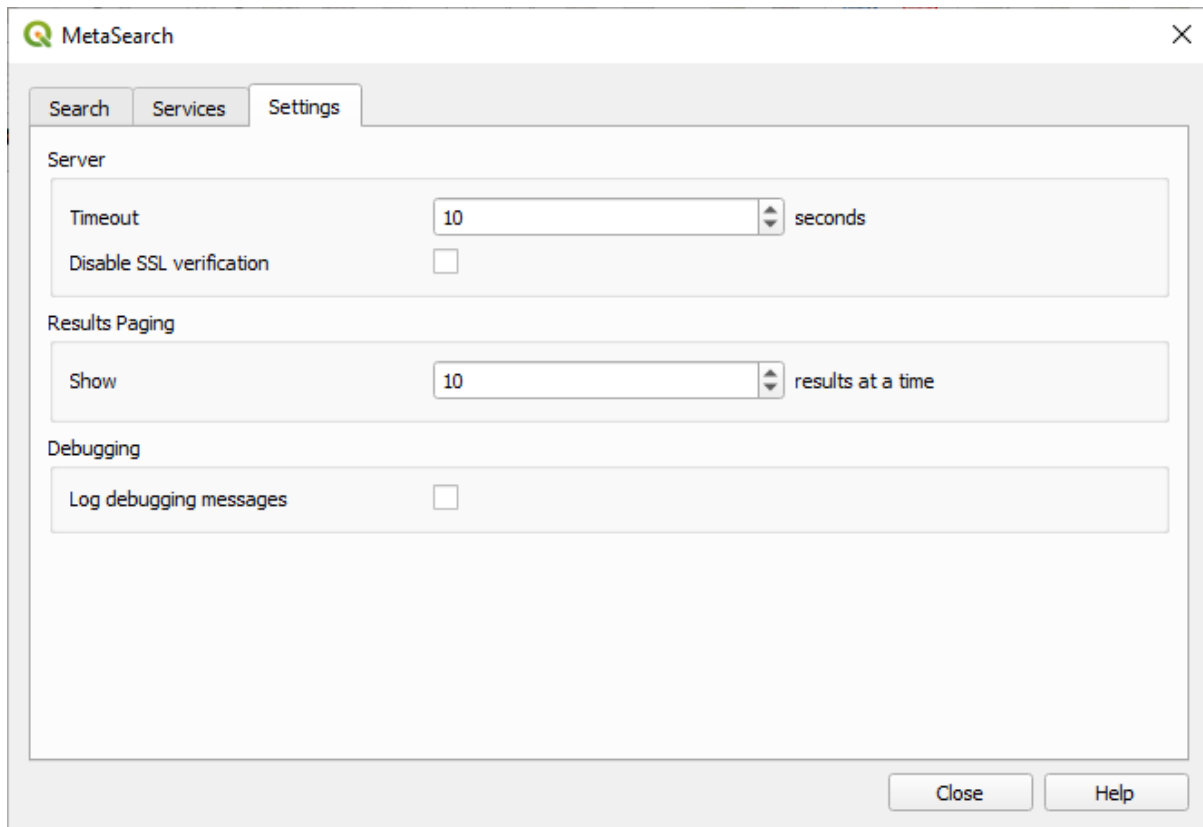 MetaSearch
Search Services Settings
Server
Timeout 10 seconds
Disable SSL verification
Results Paging
Show 10 results at a time
Debugging
Log debugging messages
Close Help